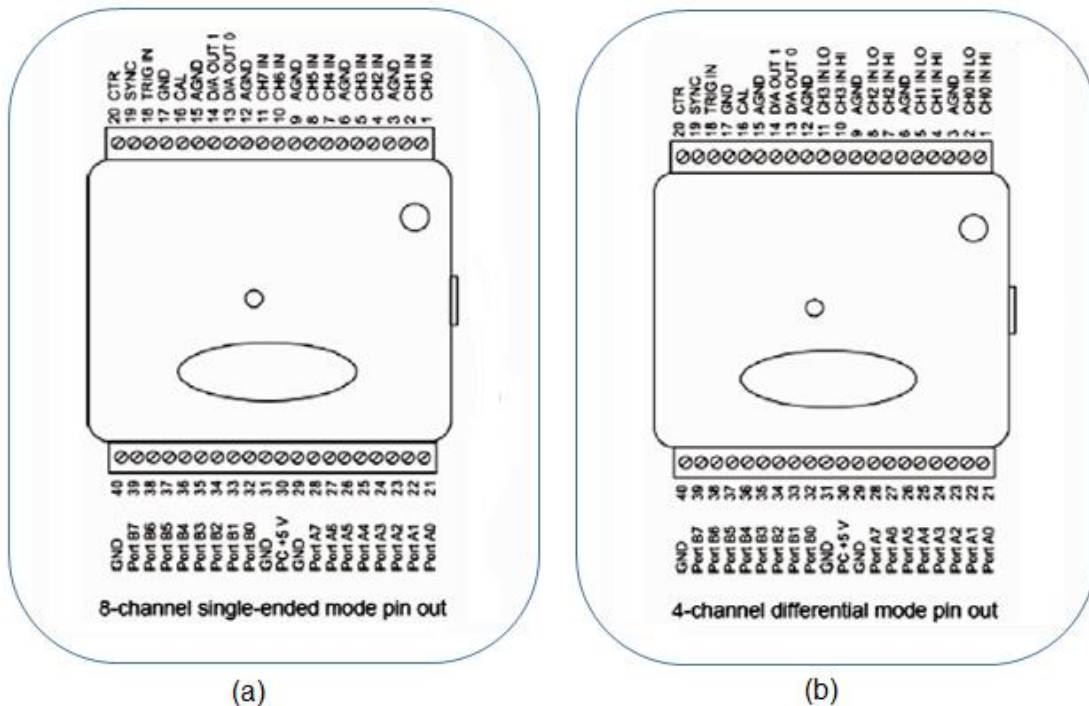 20 CTR
19 SYNC
18 TRIG IN
17 GND
16 CAL
15 AGND
14 D/A OUT 1
13 D/A OUT 0
12 AGND
11 CH7 IN
10 CH6 IN
9 AGND
8 CH5 IN
7 CH4 IN
6 AGND
5 CH3 IN
4 CH2 IN
3 AGND
2 CH1 IN
1 CH0 IN
GND 40
Port B7 39
Port B6 38
Port B5 37
Port B4 36
Port B3 35
Port B2 34
Port B1 33
Port B0 32
GND 31
PC +5 V 30
GND 29
Port A7 28
Port A6 27
Port A5 26
Port A4 25
Port A3 24
Port A2 23
Port A1 22
Port A0 21
8-channel single-ended mode pin out
(a)
20 CTR
19 SYNC
18 TRIG IN
17 GND
16 CAL
15 AGND
14 D/A OUT 1
13 D/A OUT 0
12 AGND
11 CH3 IN LO
10 CH3 IN HI
9 AGND
8 CH2 IN LO
7 CH2 IN HI
6 AGND
5 CH1 IN LO
4 CH1 IN HI
3 AGND
2 CH0 IN LO
1 CH0 IN HI
GND 40
Port B7 39
Port B6 38
Port B5 37
Port B4 36
Port B3 35
Port B2 34
Port B1 33
Port B0 32
GND 31
PC +5 V 30
GND 29
Port A7 28
Port A6 27
Port A5 26
Port A4 25
Port A3 24
Port A2 23
Port A1 22
Port A0 21
4-channel differential mode pin out
(b)